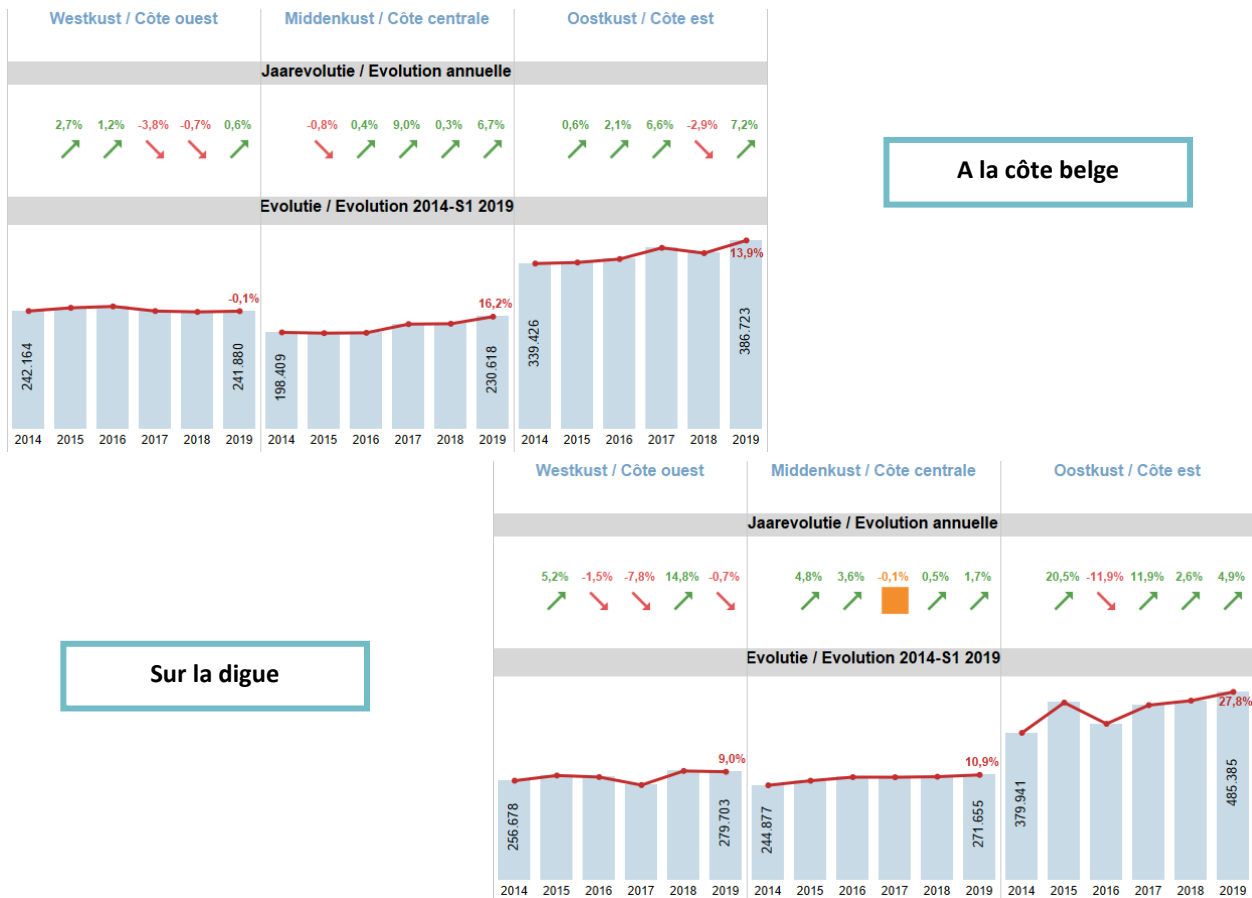 Westkust / Côte ouest Middenkust / Côte centrale Oostkust / Côte est
Jaarevolutie / Evolution annuelle
2,7% 1,2% -3,8% -0,7% 0,6% -0,8% 0,4% 9,0% 0,3% 6,7% 0,6% 2,1% 6,6% -2,9% 7,2%
A la côte belge
Evolutie / Evolution 2014-S1 2019
-0,1% 16,2% 13,9%
242.164 241.880 198.409 230.618 339.426 386.723
2014 2015 2016 2017 2018 2019 2014 2015 2016 2017 2018 2019 2014 2015 2016 2017 2018 2019
Westkust / Côte ouest Middenkust / Côte centrale Oostkust / Côte est
Jaarevolutie / Evolution annuelle
5,2% -1,5% -7,8% 14,8% -0,7% 4,8% 3,6% -0,1% 0,5% 1,7% 20,5% -11,9% 11,9% 2,6% 4,9%
Sur la digue
Evolutie / Evolution 2014-S1 2019
9,0% 10,9% 27,8%
256.678 279.703 244.877 271.655 379.941 485.385
2014 2015 2016 2017 2018 2019 2014 2015 2016 2017 2018 2019 2014 2015 2016 2017 2018 2019